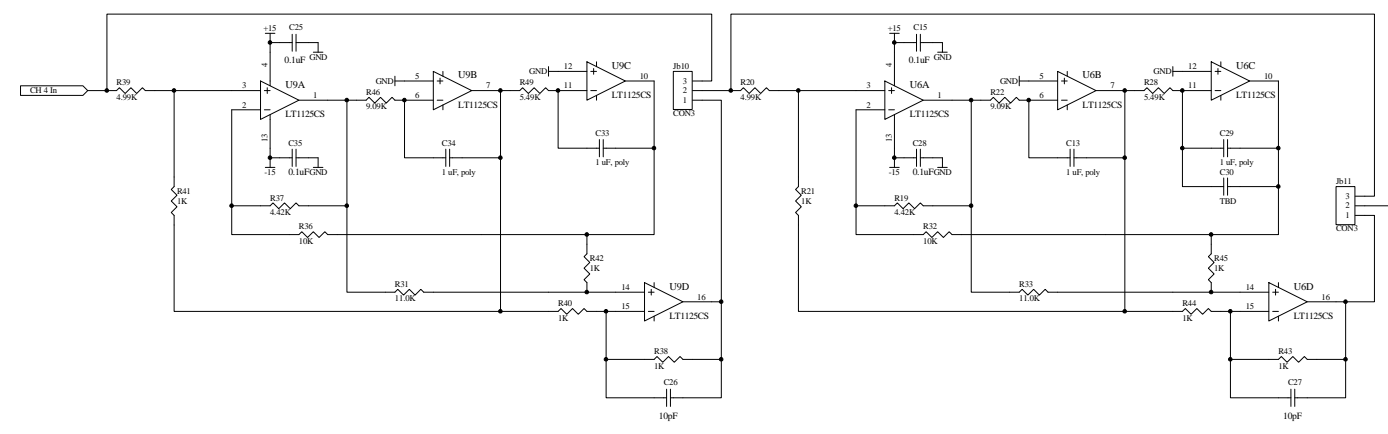 CH 4 In
R39
4.99K
+15
C25
0.1uF
GND
4
3
2
U9A
1
LT1125CS
13
C35
0.1uF
GND
-15
R41
1K
R37
4.42K
R36
10K
R46
9.09K
GND
5
6
U9B
7
LT1125CS
C34
1 uF, poly
R49
5.49K
GND
12
11
U9C
10
LT1125CS
C33
1 uF, poly
R42
1K
R31
11.0K
R40
1K
14
15
U9D
16
LT1125CS
R38
1K
C26
10pF
Jb10
3
2
1
CON3
R20
4.99K
+15
C15
0.1uF
GND
4
3
2
U6A
1
LT1125CS
13
C28
0.1uF
GND
-15
R21
1K
R19
4.42K
R32
10K
R22
9.09K
GND
5
6
U6B
7
LT1125CS
C13
1 uF, poly
R28
5.49K
GND
12
11
U6C
10
LT1125CS
C29
1 uF, poly
C30
TBD
R45
1K
R33
11.0K
R44
1K
14
15
U6D
16
LT1125CS
R43
1K
C27
10pF
Jb11
3
2
1
CON3